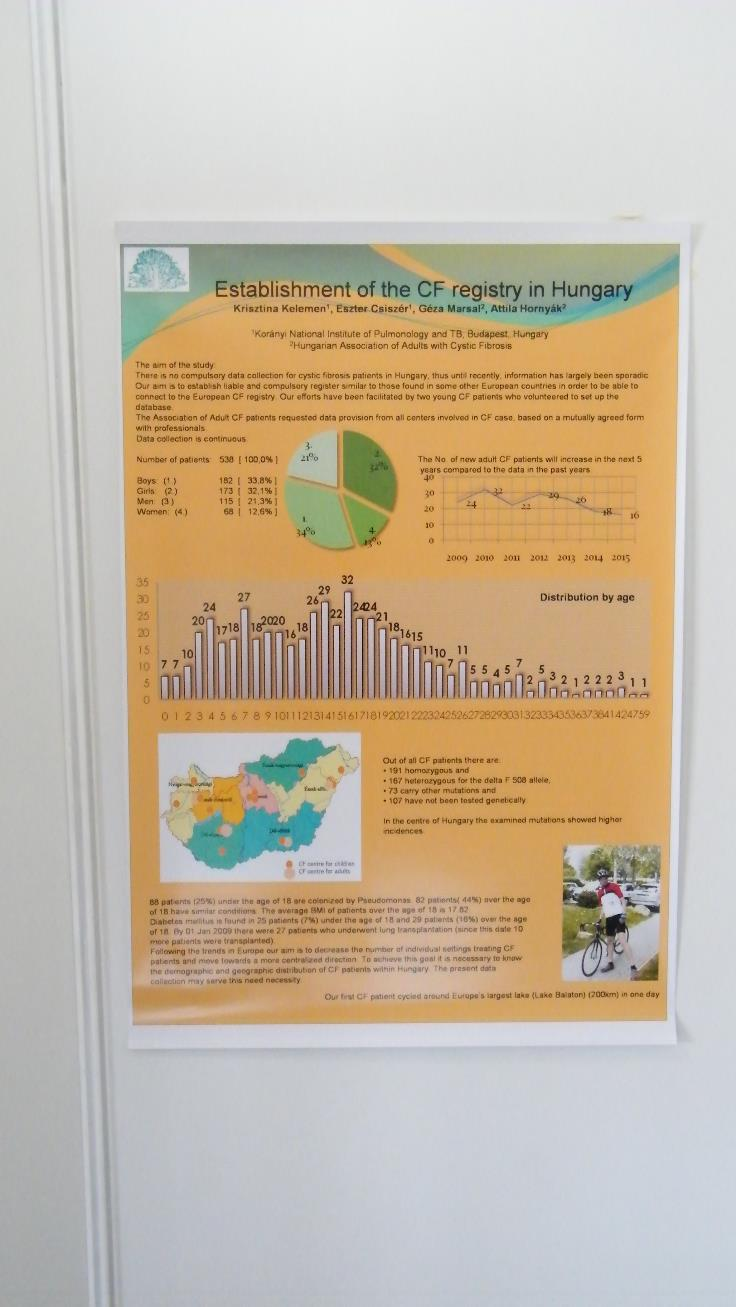 Establishment of the CF registry in Hungary
Krisztina Kelemen¹, Eszter Csiszér¹, Géza Marsal², Attila Hornyák²
¹Korányi National Institute of Pulmonology and TB, Budapest, Hungary
²Hungarian Association of Adults with Cystic Fibrosis
The aim of the study:
There is no compulsory data collection for cystic fibrosis patients in Hungary, thus until recently, information has largely been sporadic
Our aim is to establish liable and compulsory register similar to those found in some other European countries in order to be able to
connect to the European CF registry. Our efforts have been facilitated by two young CF patients who volunteered to set up the
database.
The Association of Adult CF patients requested data provision from all centers involved in CF case, based on a mutually agreed form
with professionals.
Data collection is continuous.
Number of patients: 538 [ 100,0% ]
Boys: (1.) 182 [ 33,8% ]
Girls: (2.) 173 [ 32,1% ]
Men: (3.) 115 [ 21,3% ]
Women: (4.) 68 [ 12,6% ]
3. 21%
2. 32%
1. 34%
4. 13%
The No. of new adult CF patients will increase in the next 5
years compared to the data in the past years
40
30
20
10
0
24 32 22 29 26 18 16
2009 2010 2011 2012 2013 2014 2015
Distribution by age
35
30
25
20
15
10
5
0
7 7 10 20 24 17 18 27 18 20 20 16 18 26 29 22 32 24 24 21 18 16 15 11 10 7 11 5 5 4 5 7 2 5 3 2 1 2 2 2 3 1 1
0 1 2 3 4 5 6 7 8 9 10 11 12 13 14 15 16 17 18 19 20 21 22 23 24 25 26 27 28 29 30 31 32 33 34 35 36 37 38 41 42 47 59
CF centre for children
CF centre for adults
Out of all CF patients there are:
• 191 homozygous and
• 167 heterozygous for the delta F 508 allele,
• 73 carry other mutations and
• 107 have not been tested genetically
In the centre of Hungary the examined mutations showed higher
incidences.
88 patients (25%) under the age of 18 are colonized by Pseudomonas. 82 patients( 44%) over the age
of 18 have similar conditions. The average BMI of patients over the age of 18 is 17.82
Diabetes mellitus is found in 25 patients (7%) under the age of 18 and 29 patients (16%) over the age
of 18. By 01 Jan 2009 there were 27 patients who underwent lung transplantation (since this date 10
more patients were transplanted).
Following the trends in Europe our aim is to decrease the number of individual settings treating CF
patients and move towards a more centralized direction. To achieve this goal it is necessary to know
the demographic and geographic distribution of CF patients within Hungary. The present data
collection may serve this need necessity.
Our first CF patient cycled around Europe's largest lake (Lake Balaton) (200km) in one day